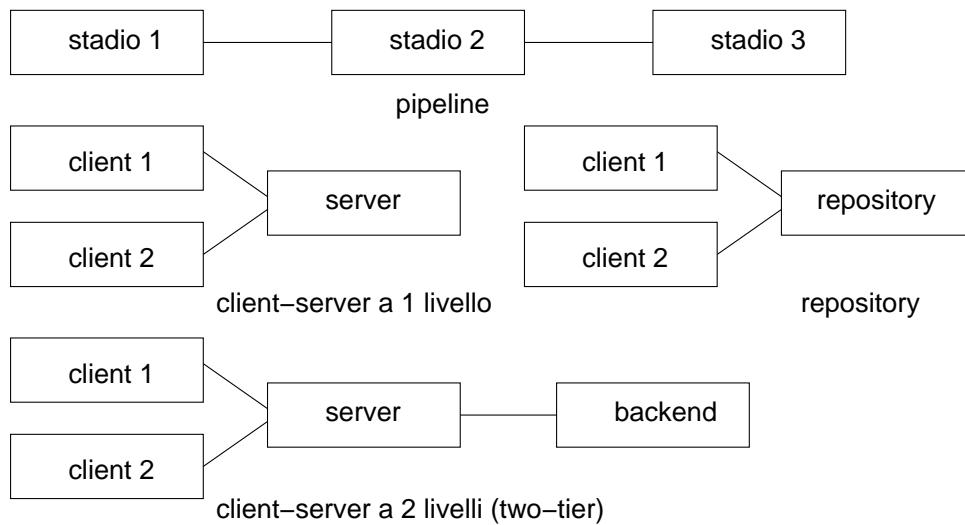 stadio 1
stadio 2
stadio 3
pipeline
client 1
server
client 2
client−server a 1 livello
client 1
repository
client 2
repository
client 1
server
backend
client 2
client−server a 2 livelli (two−tier)